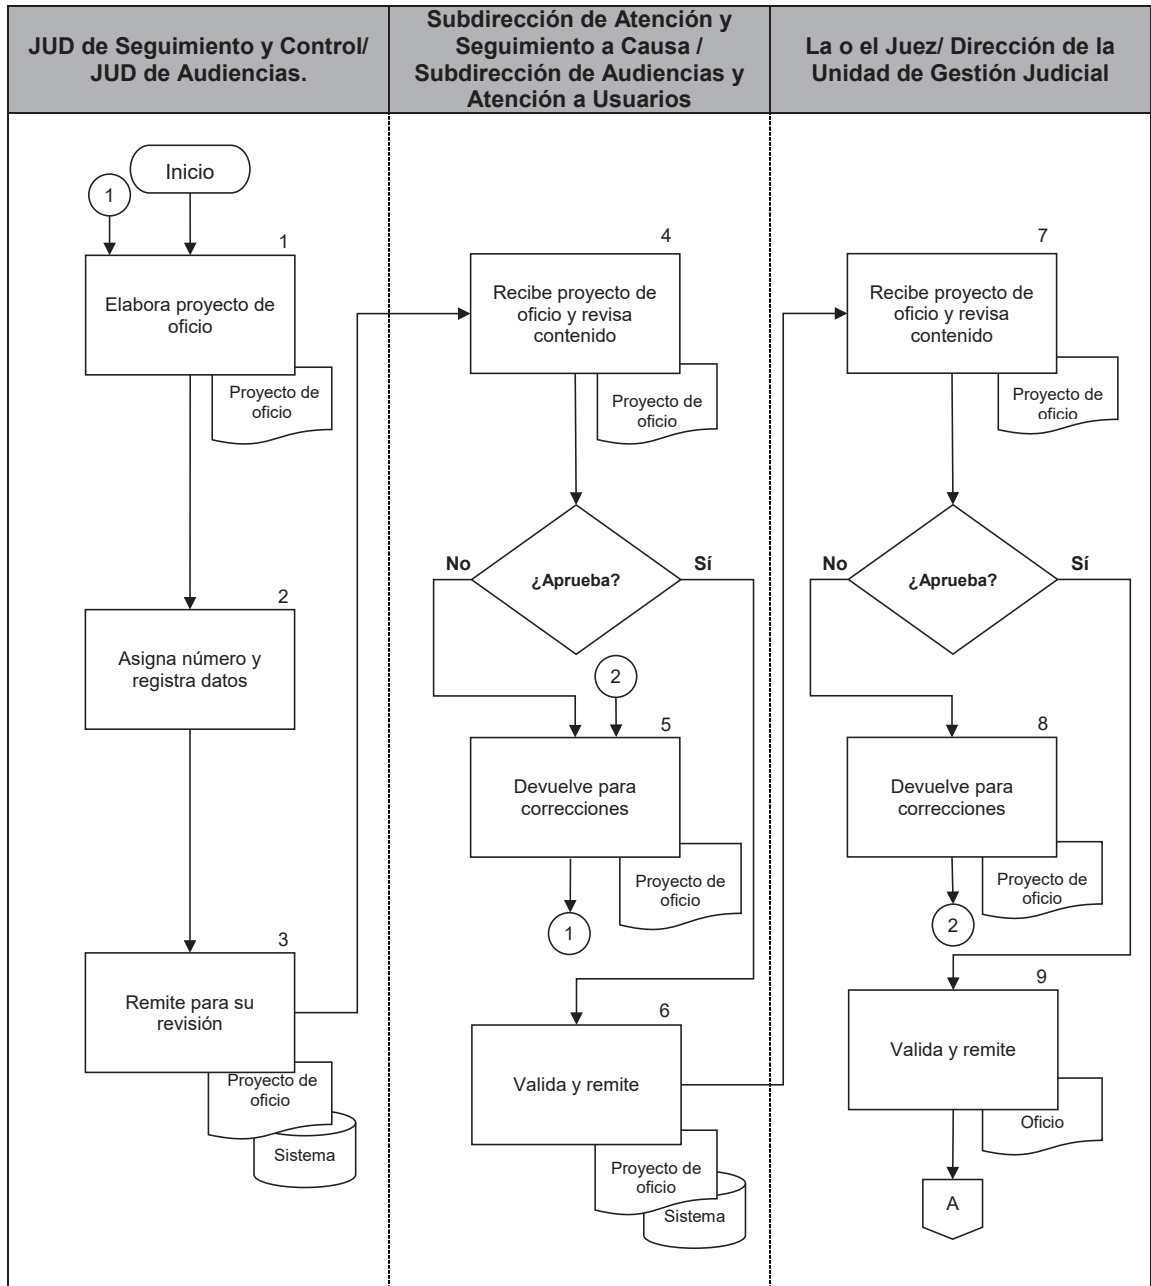 JUD de Seguimiento y Control/
JUD de Audiencias.
Subdirección de Atención y
Seguimiento a Causa /
Subdirección de Audiencias y
Atención a Usuarios
La o el Juez/ Dirección de la
Unidad de Gestión Judicial
Inicio
1
1
Elabora proyecto de
oficio
Proyecto de
oficio
2
Asigna número y
registra datos
3
Remite para su
revisión
Proyecto de
oficio
Sistema
4
Recibe proyecto de
oficio y revisa
contenido
Proyecto de
oficio
No
¿Aprueba?
Sí
2
5
Devuelve para
correcciones
Proyecto de
oficio
1
6
Valida y remite
Proyecto de
oficio
Sistema
7
Recibe proyecto de
oficio y revisa
contenido
Proyecto de
oficio
No
¿Aprueba?
Sí
8
Devuelve para
correcciones
Proyecto de
oficio
2
9
Valida y remite
Oficio
A